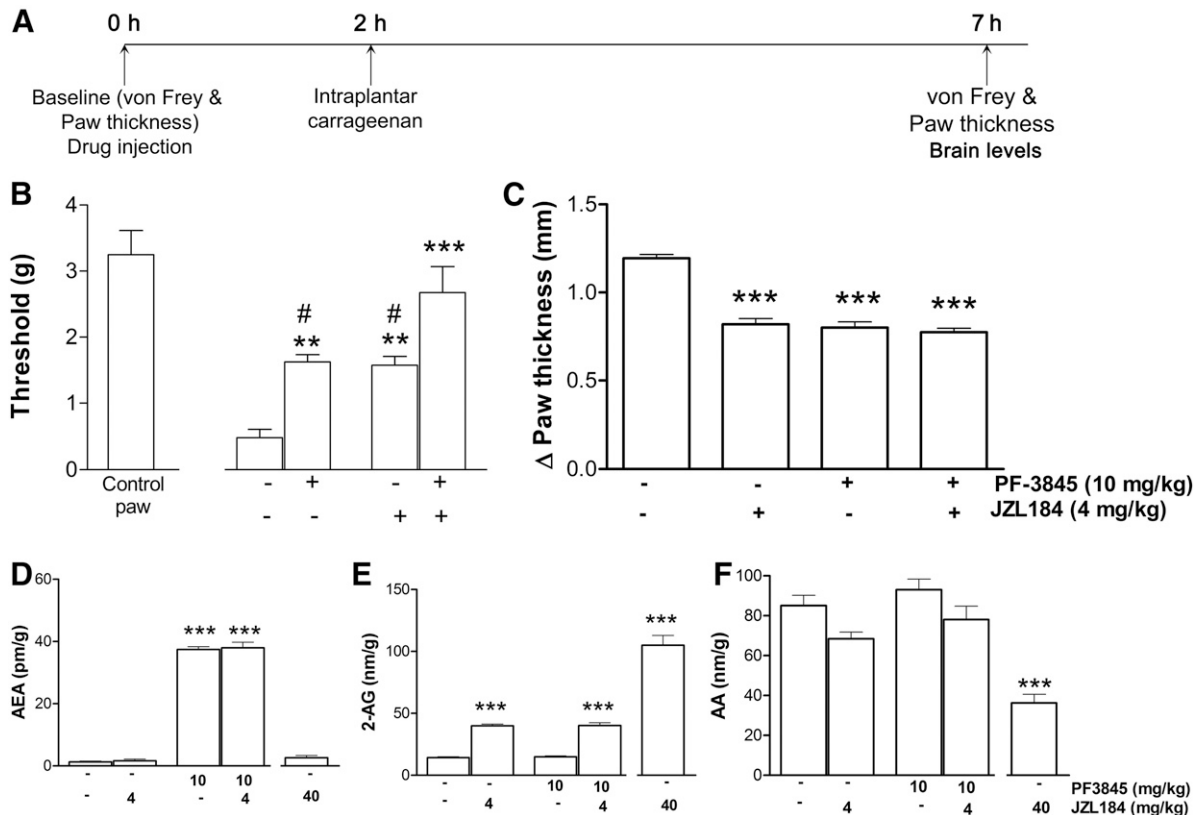 A
0 h 2 h 7 h
Baseline (von Frey &
Paw thickness)
Drug injection
Intraplantar
carrageenan
von Frey &
Paw thickness
Brain levels
B
Threshold (g)
4
3
2
1
0
#
**
#
**
***
Control
paw
- + - +
- - + +
C
Δ Paw thickness (mm)
1.5
1.0
0.5
0.0
*** *** ***
- - + + PF-3845 (10 mg/kg)
- + - + JZL184 (4 mg/kg)
D
AEA (pm/g)
60
40
20
0
*** ***
- - 10 10 -
- 4 - 4 40
E
2-AG (nm/g)
150
100
50
0
*** *** ***
- - 10 10 -
- 4 - 4 40
F
AA (nm/g)
100
80
60
40
20
0
***
- - 10 10 - PF3845 (mg/kg)
- 4 - 4 40 JZL184 (mg/kg)